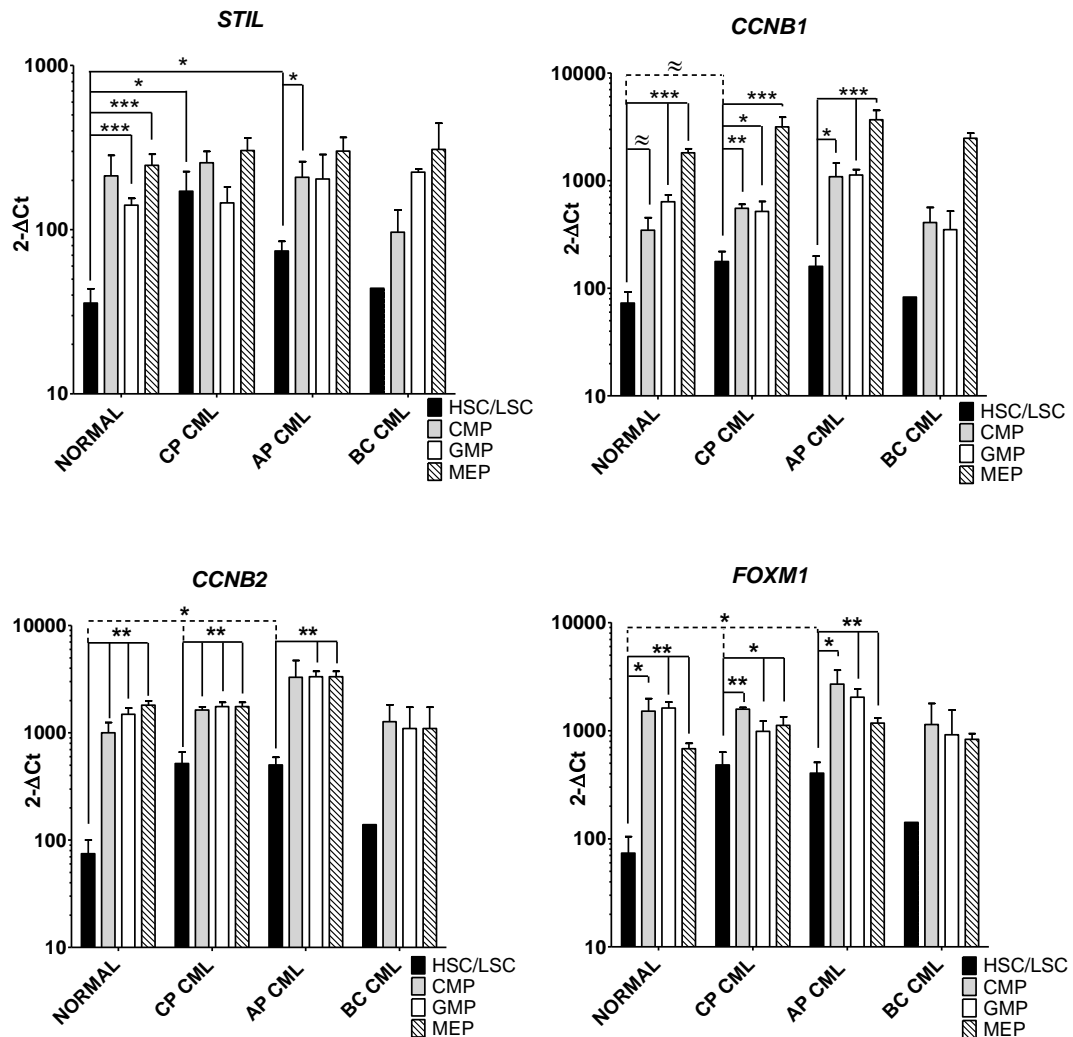 STIL
1000
100
10
2-ΔCt
* * *
*** ***
NORMAL
CP CML
AP CML
BC CML
HSC/LSC
CMP
GMP
MEP
CCNB1
10000
1000
100
10
2-ΔCt
≈
*** *** ***
≈ ** * *
NORMAL
CP CML
AP CML
BC CML
HSC/LSC
CMP
GMP
MEP
CCNB2
10000
1000
100
10
2-ΔCt
*
** ** **
NORMAL
CP CML
AP CML
BC CML
HSC/LSC
CMP
GMP
MEP
FOXM1
10000
1000
100
10
2-ΔCt
*
** * **
* ** *
NORMAL
CP CML
AP CML
BC CML
HSC/LSC
CMP
GMP
MEP